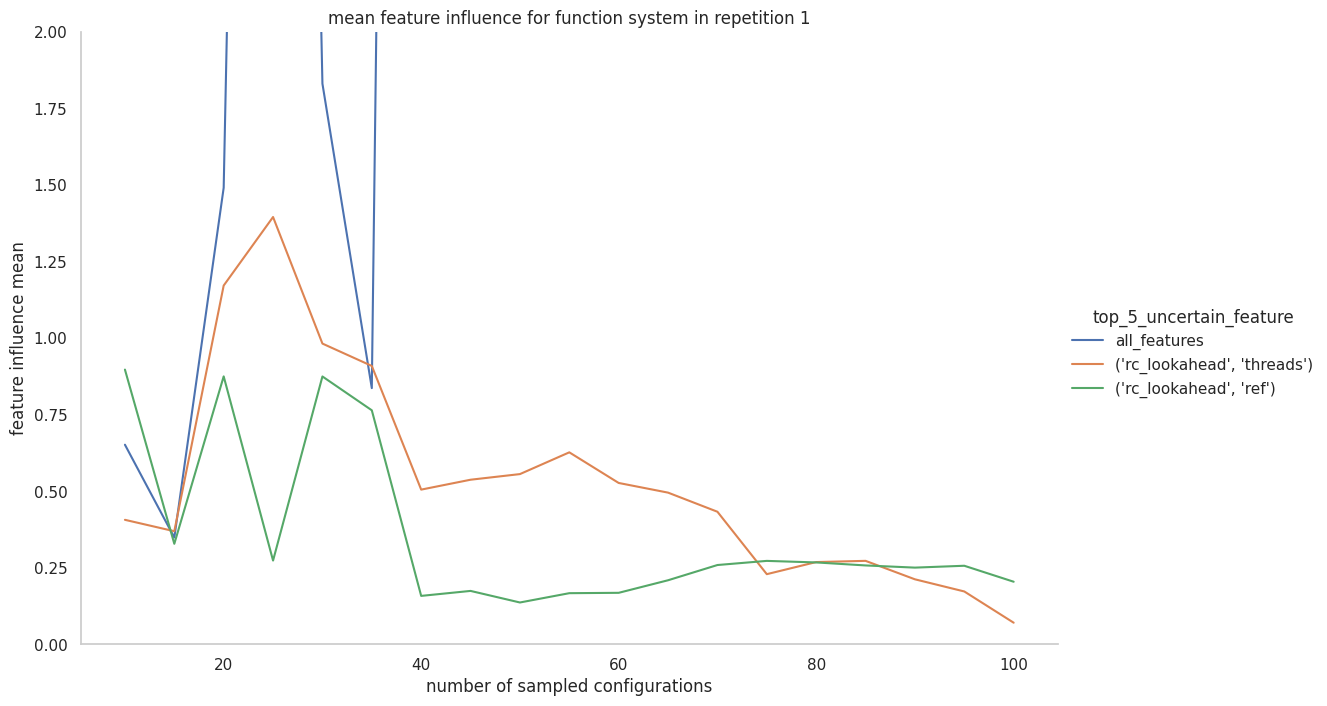 mean feature influence for function system in repetition 1
2.00
1.75
1.50
1.25
1.00
0.75
0.50
0.25
0.00
feature influence mean
20
40
60
80
100
number of sampled configurations
top_5_uncertain_feature
all_features
('rc_lookahead', 'threads')
('rc_lookahead', 'ref')